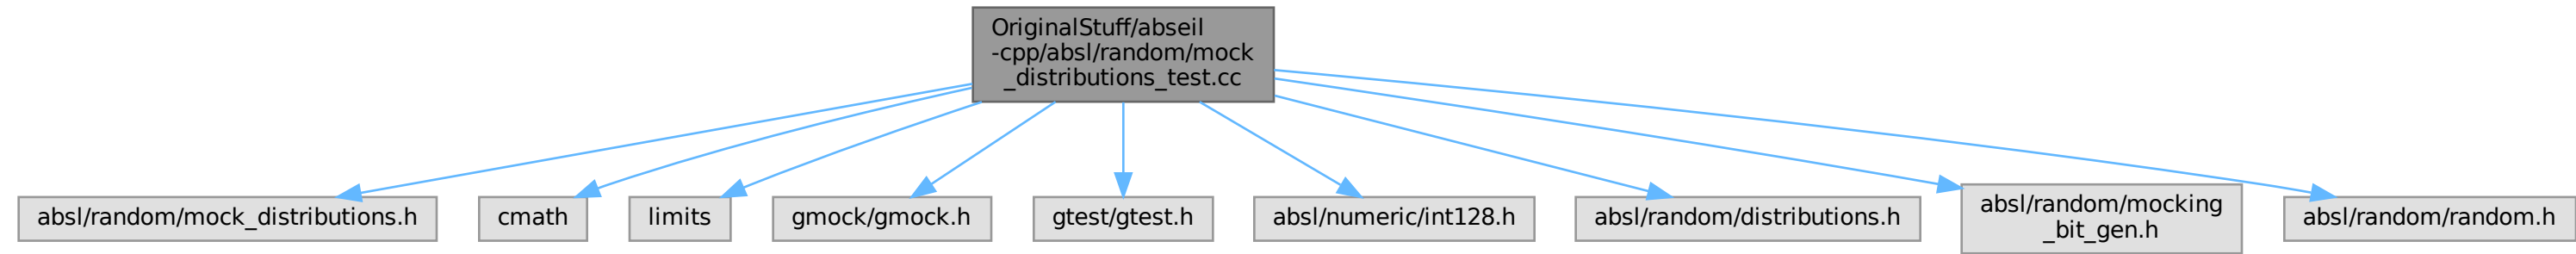 OriginalStuff/abseil
-cpp/absl/random/mock
_distributions_test.cc
absl/random/mock_distributions.h
cmath
limits
gmock/gmock.h
gtest/gtest.h
absl/numeric/int128.h
absl/random/distributions.h
absl/random/mocking
_bit_gen.h
absl/random/random.h